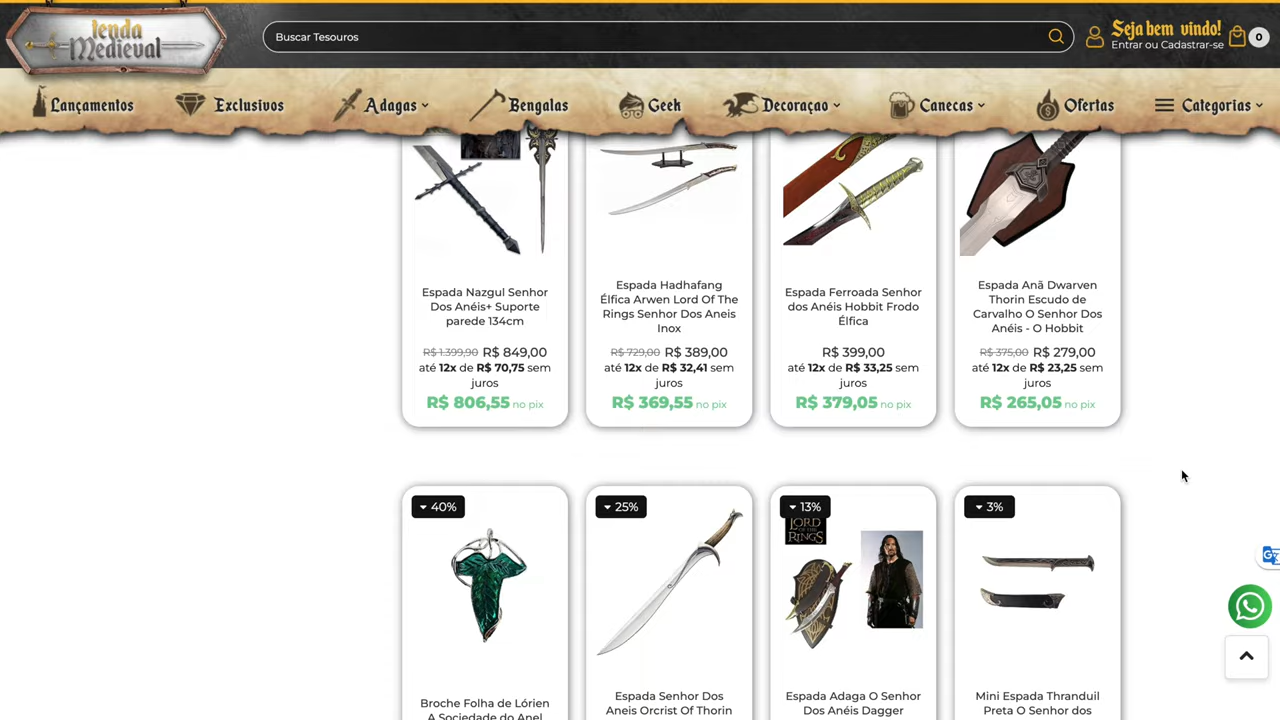 tenda
Medieval
Buscar Tesouros
Seja bem vindo!
Entrar ou Cadastrar-se
0
Lançamentos
Exclusivos
Adagas
Bengalas
Geek
Decoraçao
Canecas
Ofertas
Categorias
Espada Nazgul Senhor
Dos Anéis+ Suporte
parede 134cm
R$ 1.399,90 R$ 849,00
até 12x de R$ 70,75 sem
juros
R$ 806,55 no pix
Espada Hadhafang
Élfica Arwen Lord Of The
Rings Senhor Dos Aneis
Inox
R$ 729,00 R$ 389,00
até 12x de R$ 32,41 sem
juros
R$ 369,55 no pix
Espada Ferroada Senhor
dos Anéis Hobbit Frodo
Élfica
R$ 399,00
até 12x de R$ 33,25 sem
juros
R$ 379,05 no pix
Espada Anã Dwarven
Thorin Escudo de
Carvalho O Senhor Dos
Anéis - O Hobbit
R$ 375,00 R$ 279,00
até 12x de R$ 23,25 sem
juros
R$ 265,05 no pix
40%
Broche Folha de Lórien
A Sociedade do Anel
25%
Espada Senhor Dos
Aneis Orcrist Of Thorin
13%
LORD
OF THE
RINGS
Espada Adaga O Senhor
Dos Anéis Dagger
3%
Mini Espada Thranduil
Preta O Senhor dos
G